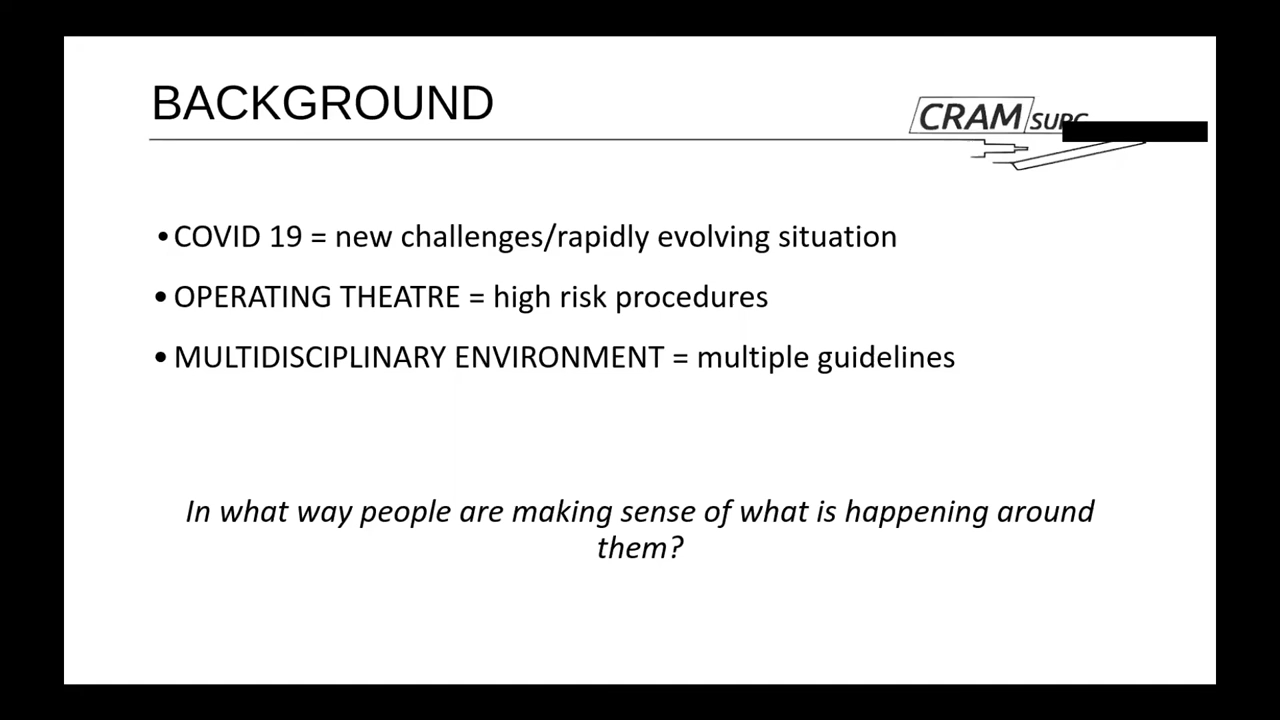 BACKGROUND
CRAM
• COVID 19 = new challenges/rapidly evolving situation
• OPERATING THEATRE = high risk procedures
• MULTIDISCIPLINARY ENVIRONMENT = multiple guidelines
In what way people are making sense of what is happening around
them?